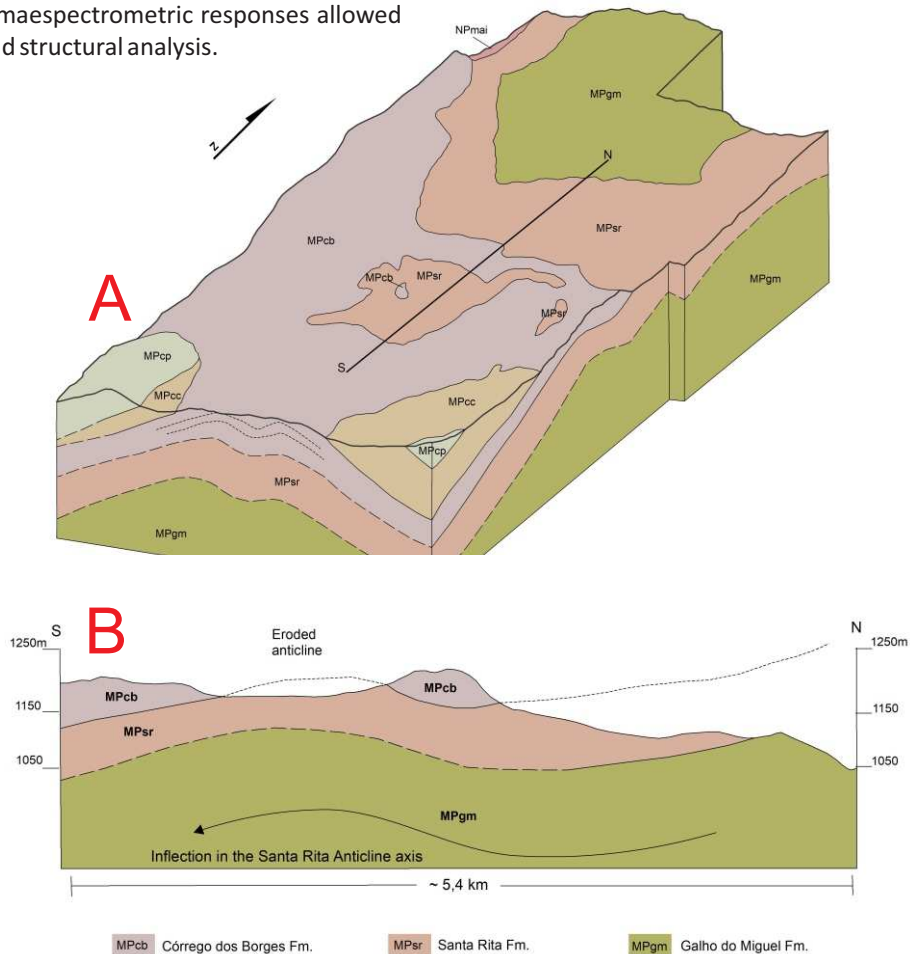 maespectrometric responses allowed
d structural analysis.
NPmai
MPgm
N
z
MPsr
MPcb
A
MPcb MPsr
MPgm
MPsr
S
MPcp
MPcc
MPcc
MPcp
MPsr
MPgm
B
S
N
1250m
Eroded
anticline
1250m
MPcb
MPcb
1150
1150
MPsr
1050
1050
MPgm
Inflection in the Santa Rita Anticline axis
~ 5,4 km
MPcb Córrego dos Borges Fm. MPsr Santa Rita Fm. MPgm Galho do Miguel Fm.